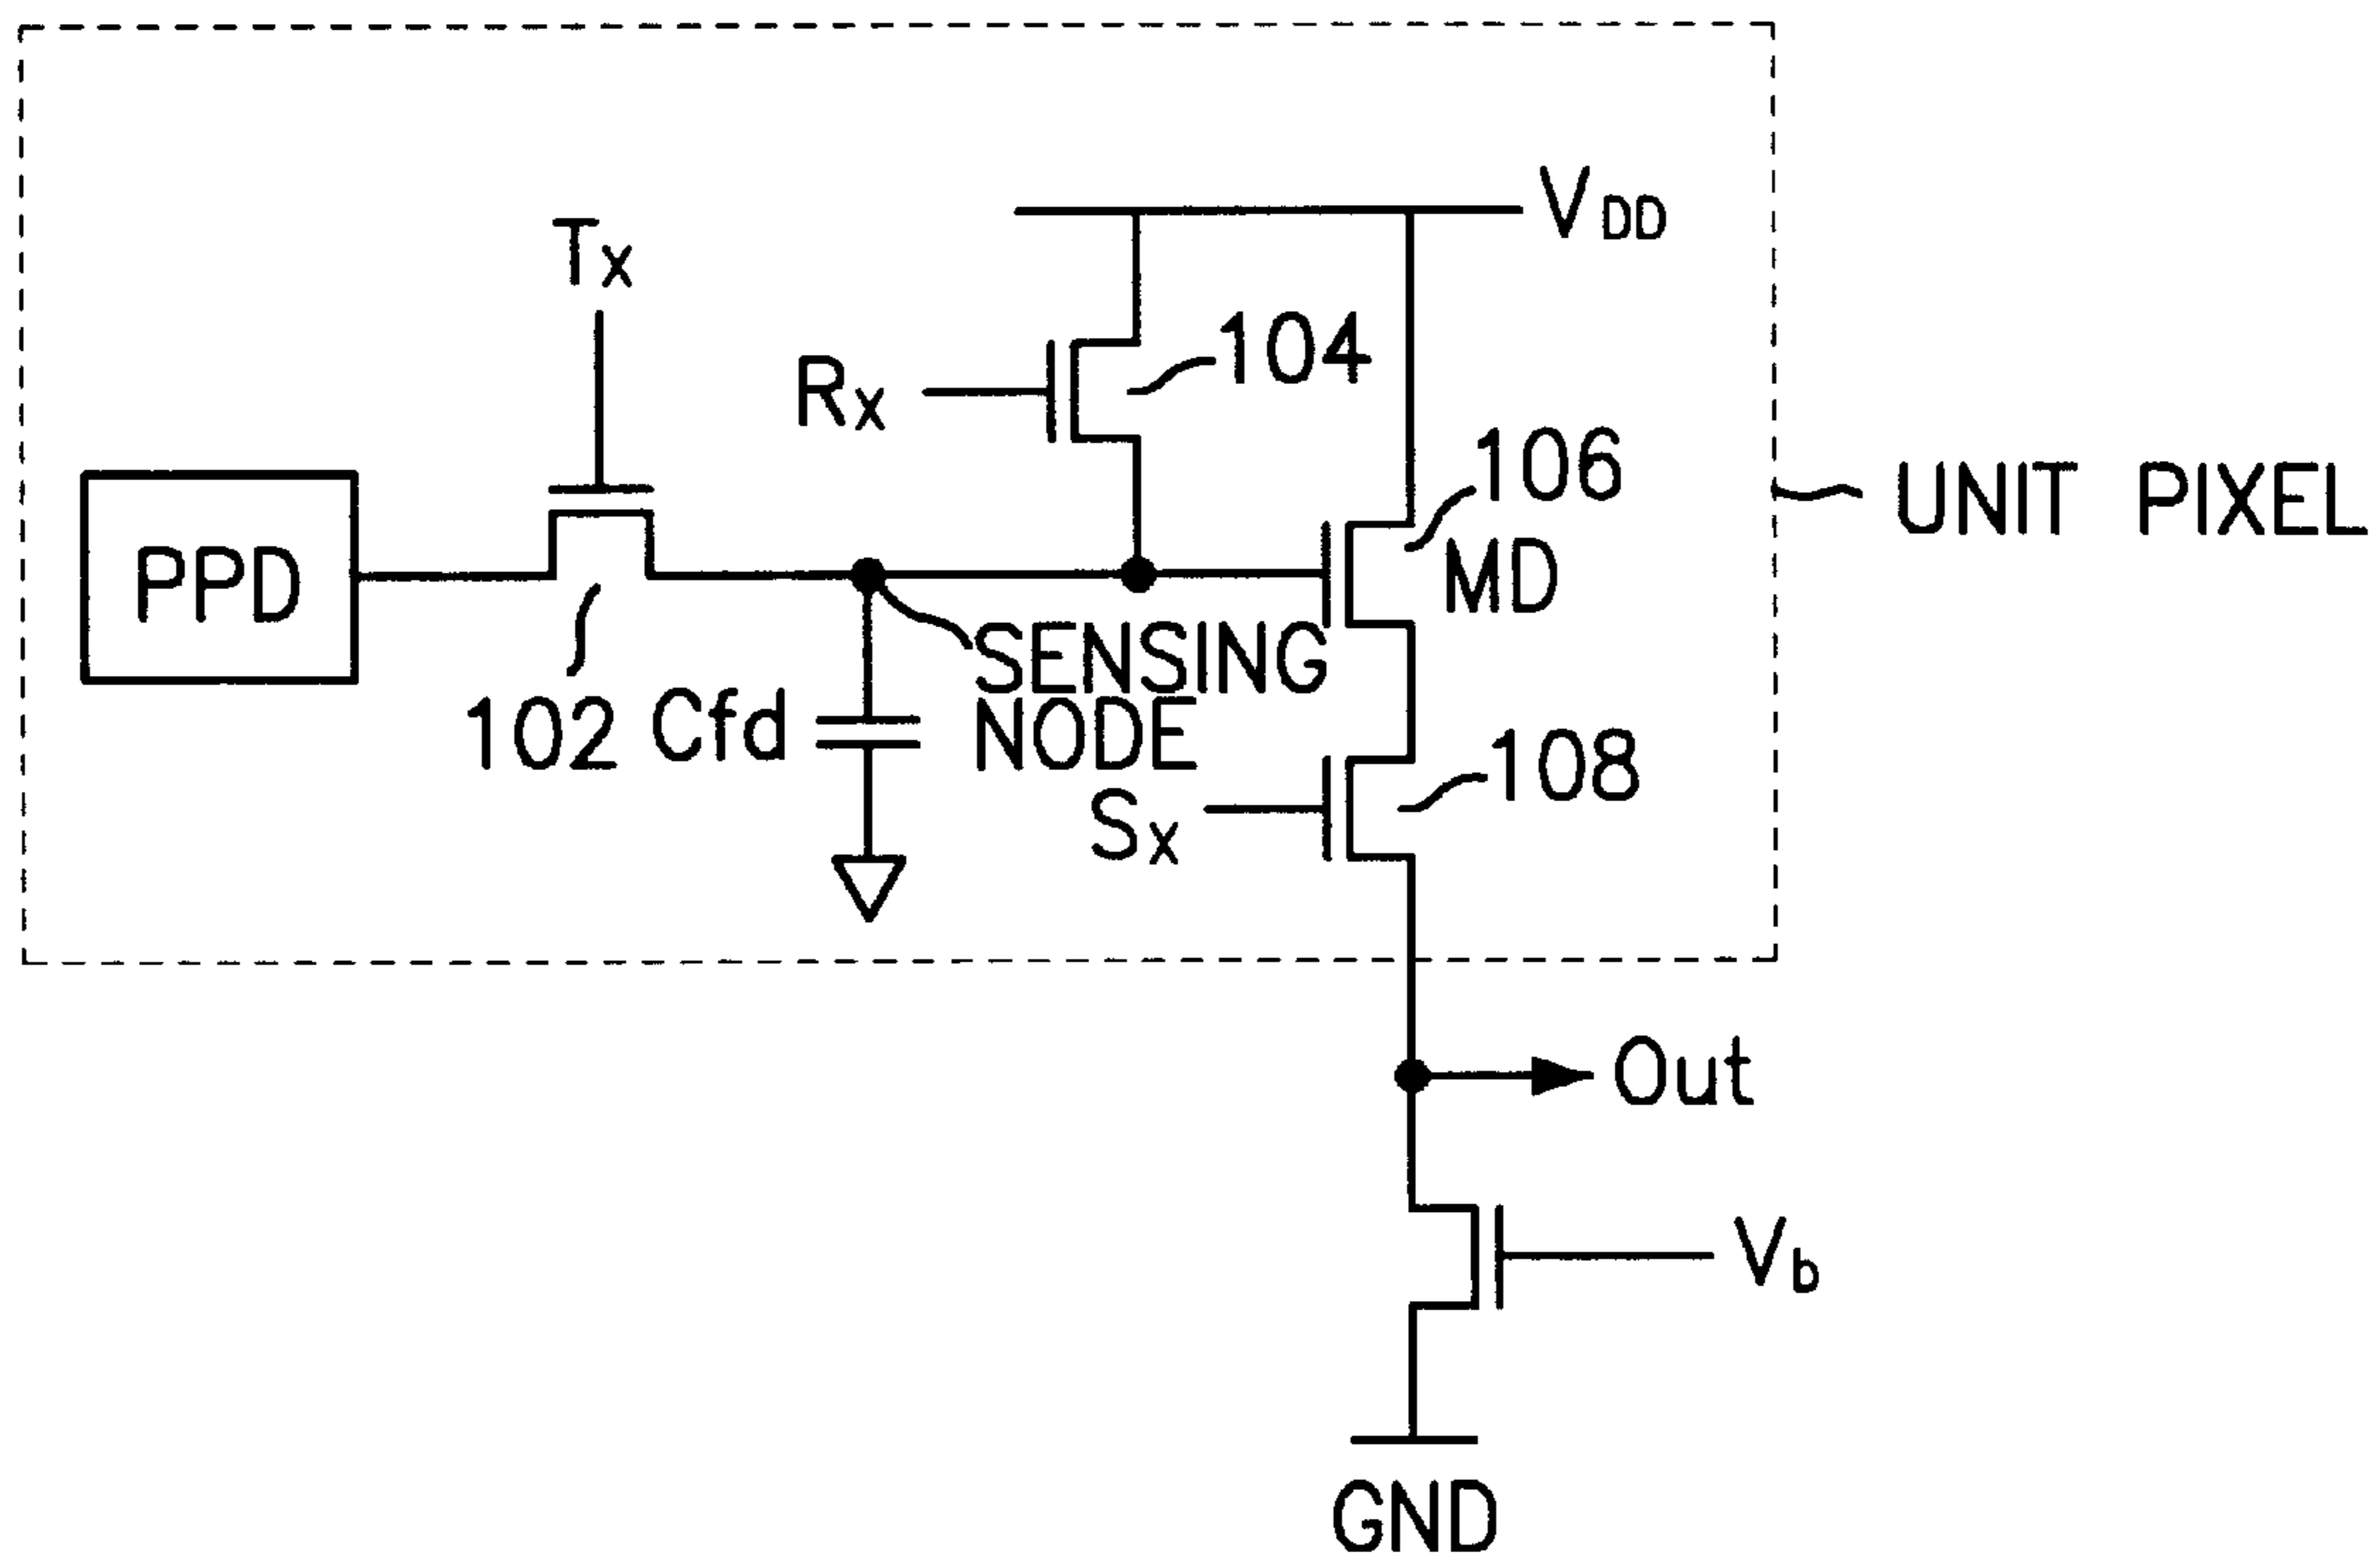 VDD
Tx
104
Rx
106
UNIT PIXEL
PPD
MD
SENSING
NODE
102
Cfd
108
Sx
Out
Vb
GND